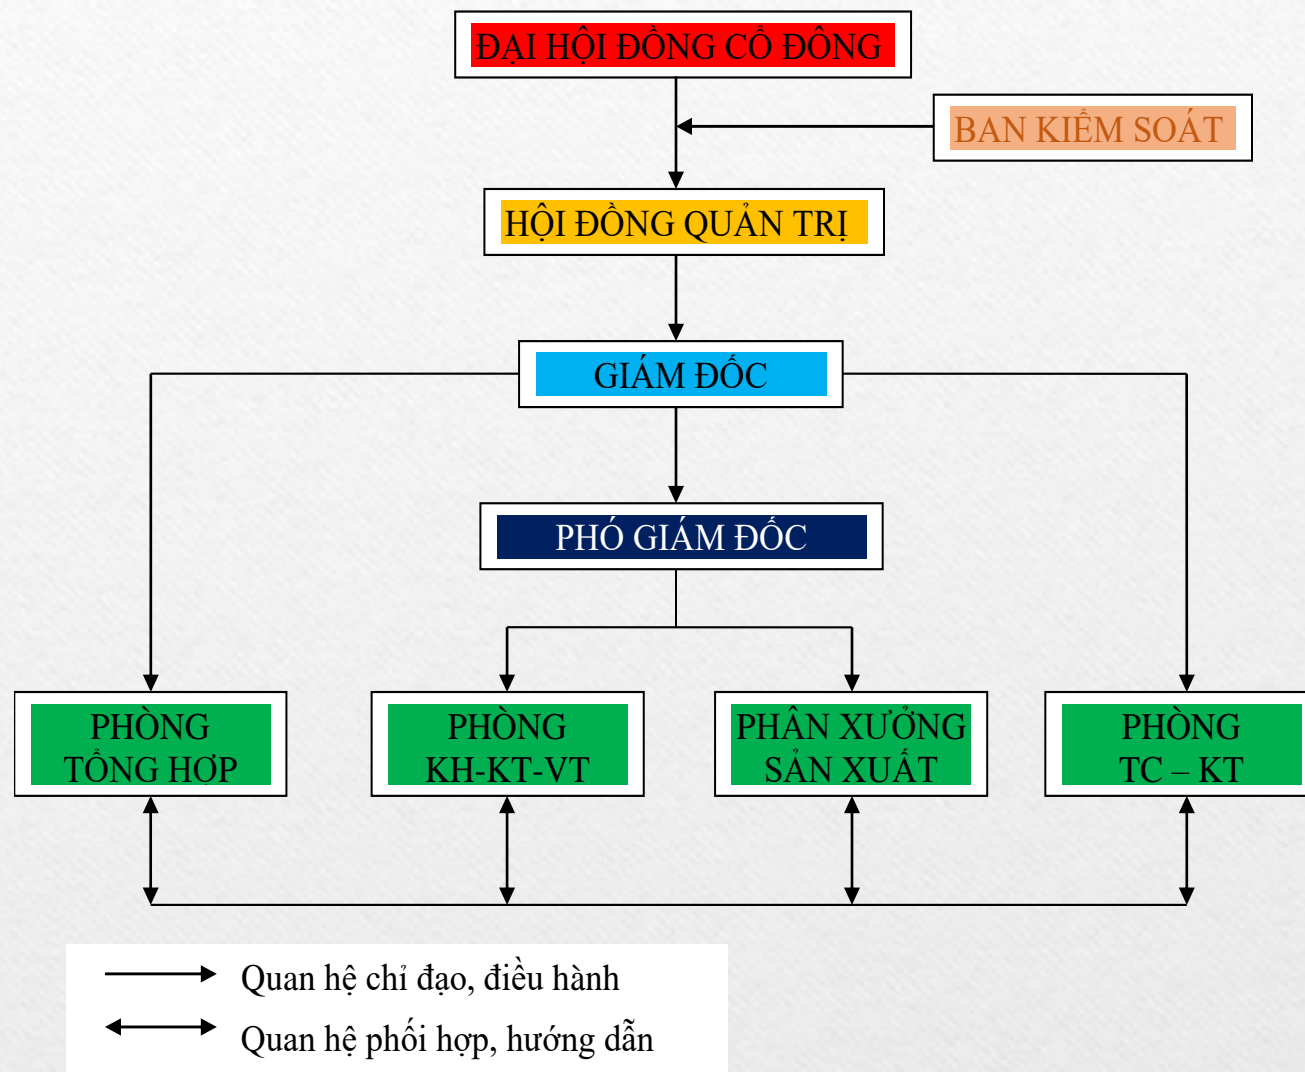 ĐẠI HỘI ĐỒNG CỔ ĐÔNG
BAN KIỂM SOÁT
HỘI ĐỒNG QUẢN TRỊ
GIÁM ĐỐC
PHÓ GIÁM ĐỐC
PHÒNG
TỔNG HỢP
PHÒNG
KH-KT-VT
PHÂN XƯỞNG
SẢN XUẤT
PHÒNG
TC – KT
Quan hệ chỉ đạo, điều hành
Quan hệ phối hợp, hướng dẫn